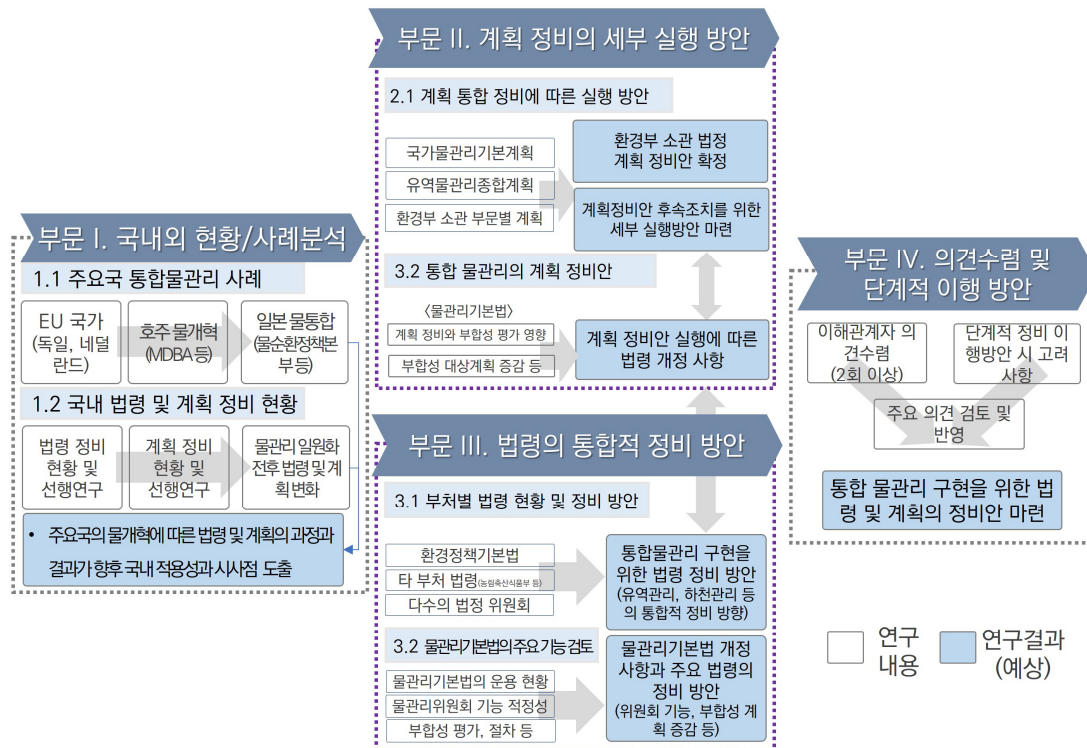 부문 I. 국내외 현황/사례분석
1.1 주요국 통합물관리 사례
EU 국가
(독일, 네덜
란드)
호주 물개혁
(MDBA 등)
일본 물통합
(물순환정책본
부 등)
1.2 국내 법령 및 계획 정비 현황
법령 정비
현황 및
선행연구
계획 정비
현황 및
선행연구
물관리 일원화
전후 법령 및 계
획 변화
• 주요국의 물개혁에 따른 법령 및 계획의 과정과
결과가 향후 국내 적용성과 시사점 도출
부문 II. 계획 정비의 세부 실행 방안
2.1 계획 통합 정비에 따른 실행 방안
국가물관리기본계획
유역물관리종합계획
환경부 소관 부문별 계획
환경부 소관 법정
계획 정비안 확정
계획정비안 후속조치를 위한
세부 실행방안 마련
3.2 통합 물관리의 계획 정비안
〈물관리기본법〉
계획 정비와 부합성 평가 영향
부합성 대상계획 증감 등
계획 정비안 실행에 따른
법령 개정 사항
부문 III. 법령의 통합적 정비 방안
3.1 부처별 법령 현황 및 정비 방안
환경정책기본법
타 부처 법령(농림축산식품부 등)
다수의 법정 위원회
통합물관리 구현을
위한 법령 정비 방안
(유역관리, 하천관리 등
의 통합적 정비 방향)
3.2 물관리기본법의 주요 기능 검토
물관리기본법의 운용 현황
물관리위원회 기능 적정성
부합성 평가, 절차 등
물관리기본법 개정
사항과 주요 법령의
정비 방안
(위원회 기능, 부합성 계
획 증감 등)
부문 IV. 의견수렴 및
단계적 이행 방안
이해관계자 의
견수렴
(2회 이상)
단계적 정비 이
행방안 시 고려
사항
주요 의견 검토 및
반영
통합 물관리 구현을 위한 법
령 및 계획의 정비안 마련
연구
내용
연구결과
(예상)